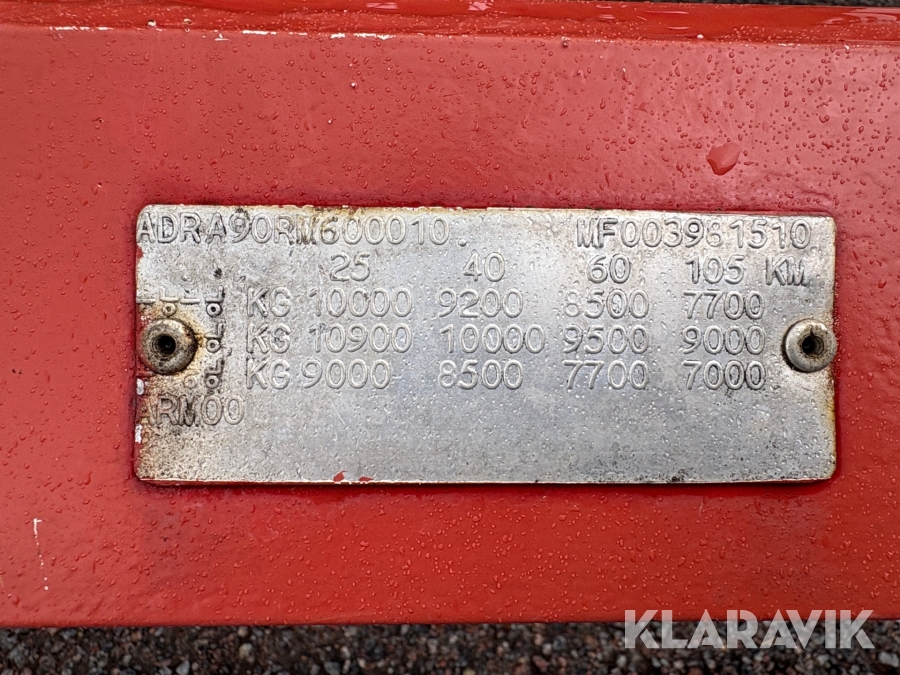 ADRA90RM600010. MF003981510
25 40 60 105 KM
KG 10000 9200 8500 7700
KG 10900 10000 9500 9000
KG 9000 8500 7700 7000
ARM00
KLARAVIK